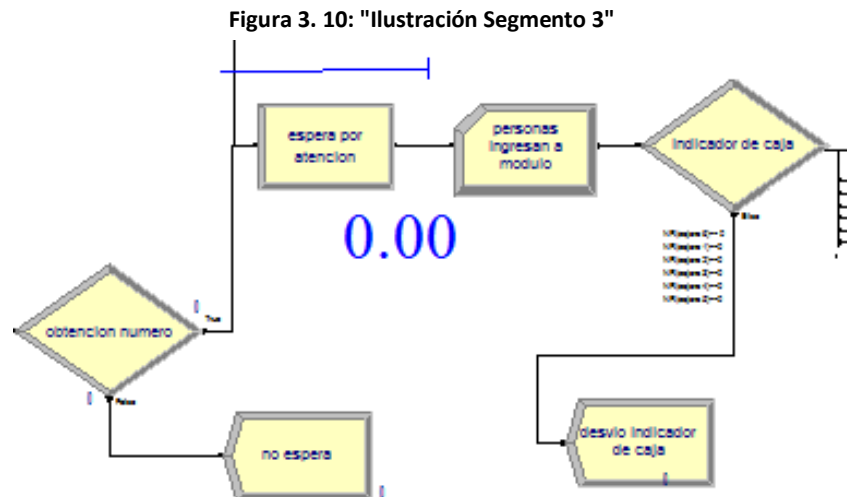 Figura 3. 10: "Ilustración Segmento 3"
espera por
atencion
personas
ingresan a
modulo
indicador de caja
0.00
obtencion numero
True
False
Else
no espera
desvio indicador
de caja